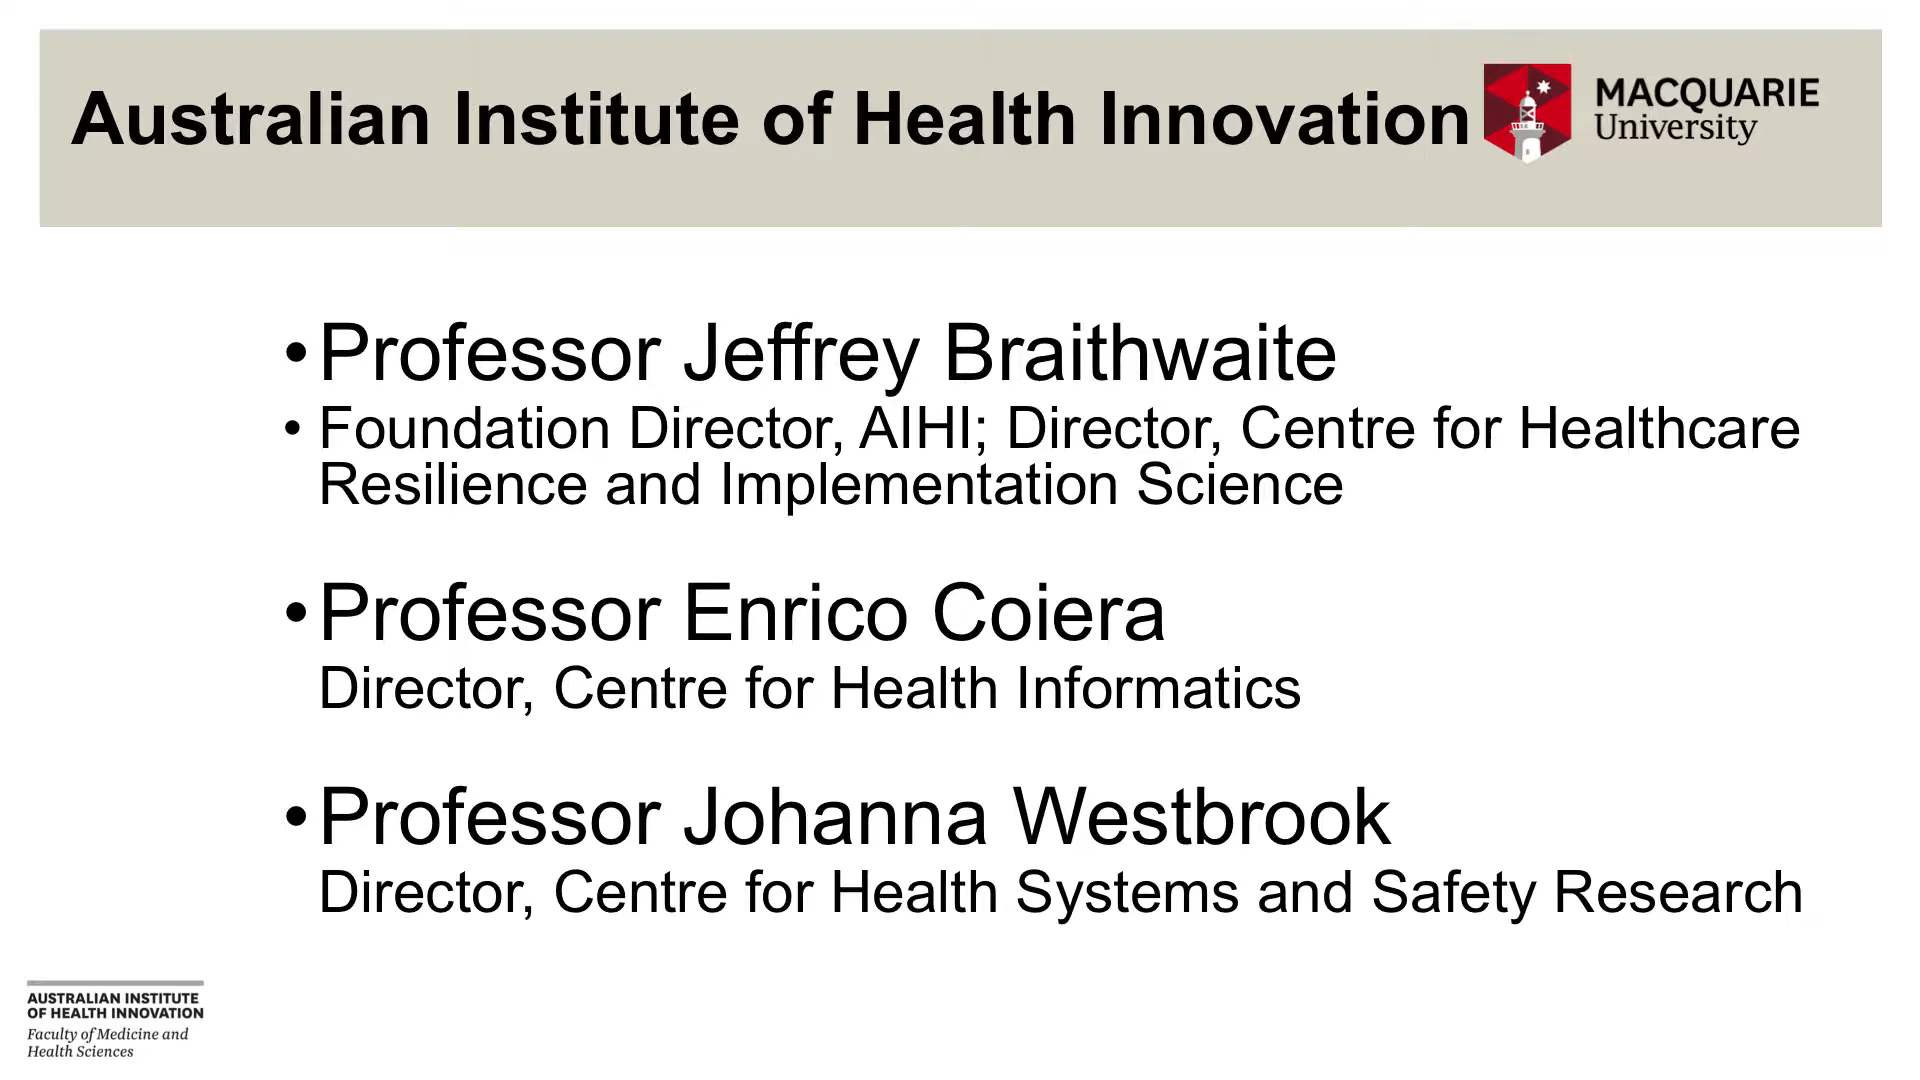 Australian Institute of Health Innovation
MACQUARIE
University
•Professor Jeffrey Braithwaite
• Foundation Director, AIHI; Director, Centre for Healthcare
Resilience and Implementation Science
•Professor Enrico Coiera
Director, Centre for Health Informatics
•Professor Johanna Westbrook
Director, Centre for Health Systems and Safety Research
AUSTRALIAN INSTITUTE
OF HEALTH INNOVATION
Faculty of Medicine and
Health Sciences